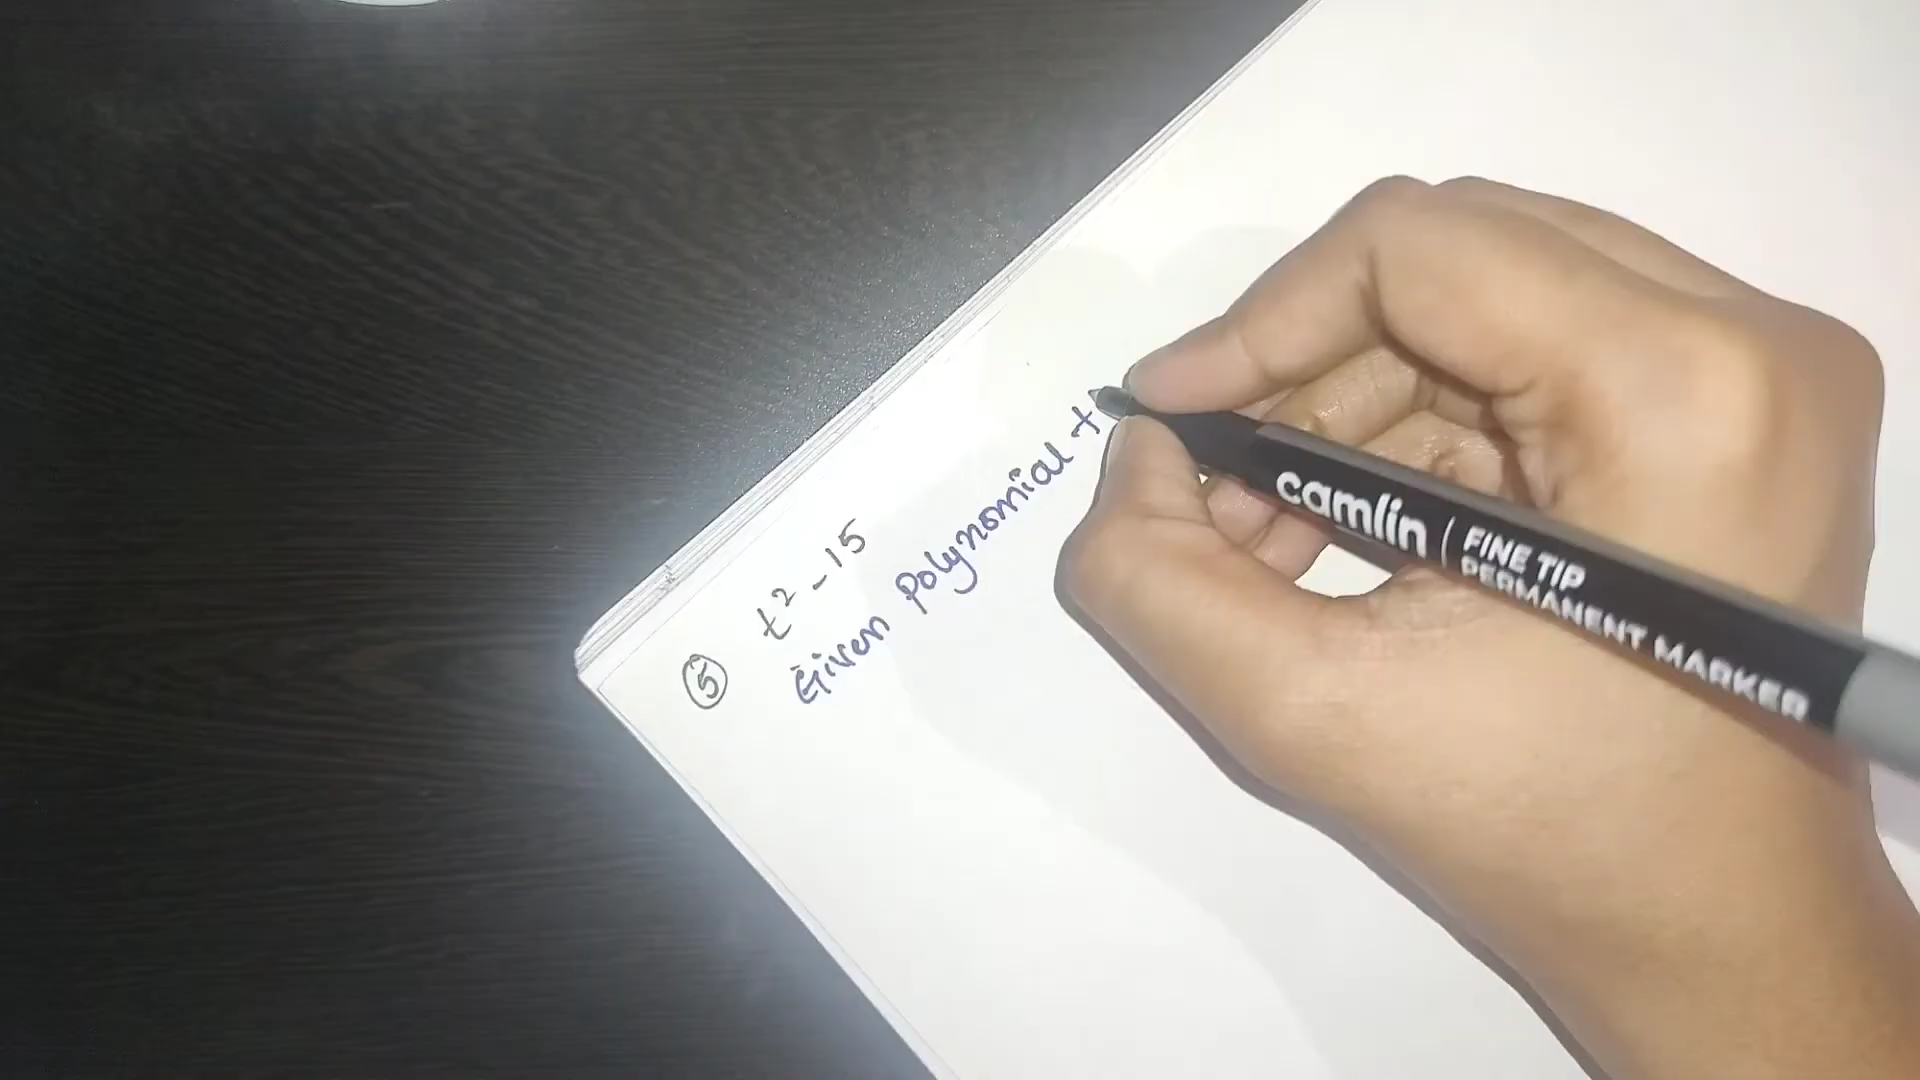 ⑤ t² - 15
Given Polynomial t
camlin | FINE TIP
PERMANENT MARKER